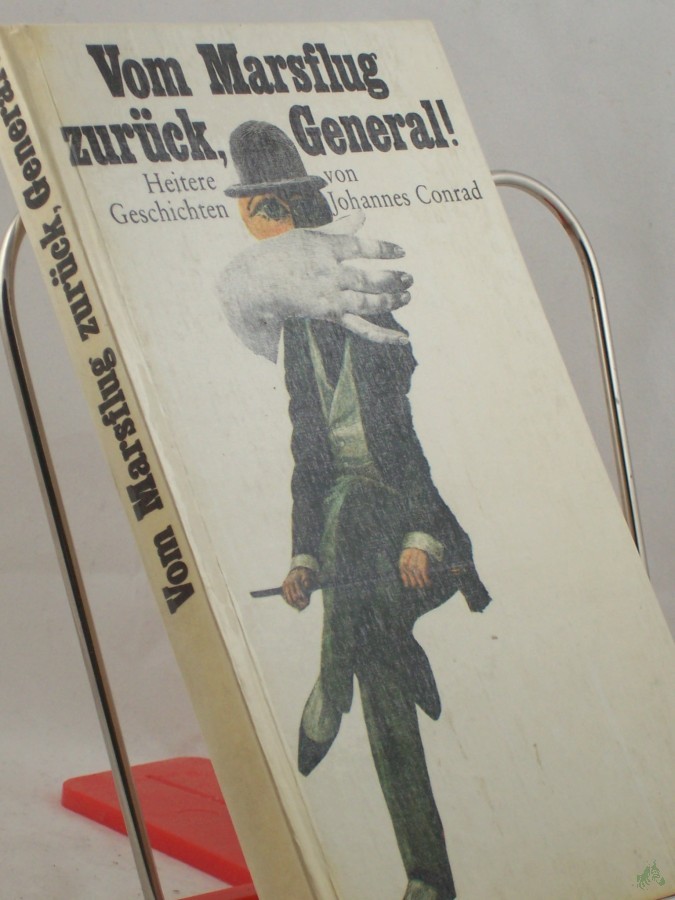 Vom Marsflug
zurück, General!
Heitere von
Geschichten Johannes Conrad
Vom Marsflug zurück, General